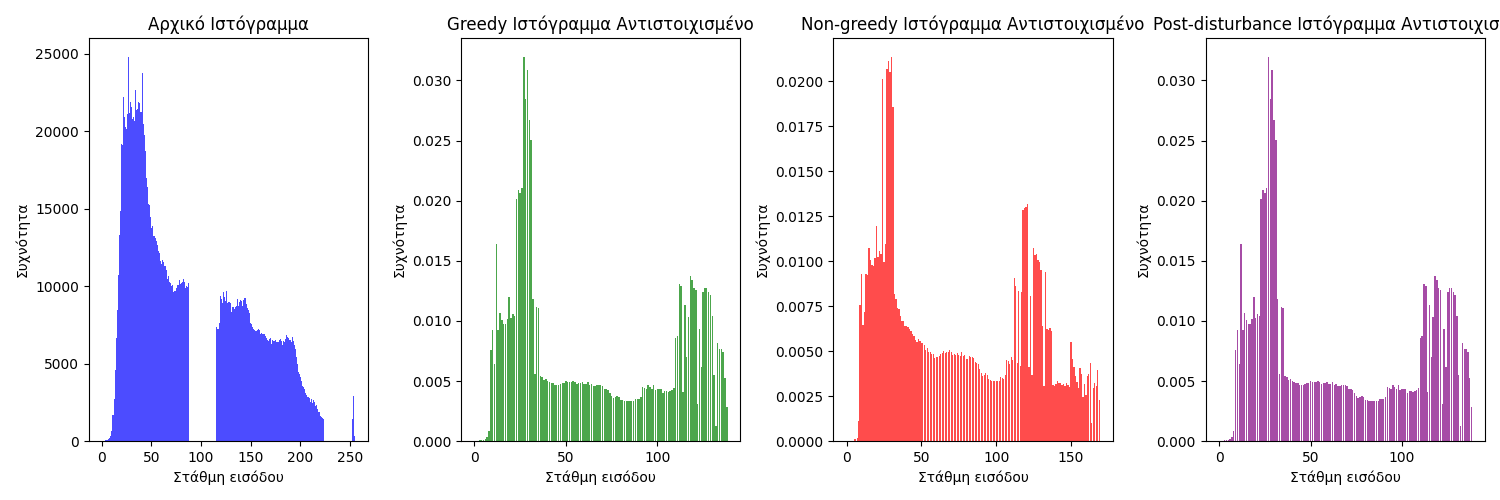 Αρχικό Ιστόγραμμα
Συχνότητα
25000
20000
15000
10000
5000
0
0 50 100 150 200 250
Στάθμη εισόδου
Greedy Ιστόγραμμα Αντιστοιχισμένο
Συχνότητα
0.030
0.025
0.020
0.015
0.010
0.005
0.000
0 50 100
Στάθμη εισόδου
Non-greedy Ιστόγραμμα Αντιστοιχισμένο
Συχνότητα
0.0200
0.0175
0.0150
0.0125
0.0100
0.0075
0.0050
0.0025
0.0000
0 50 100 150
Στάθμη εισόδου
Post-disturbance Ιστόγραμμα Αντιστοιχισ
Συχνότητα
0.030
0.025
0.020
0.015
0.010
0.005
0.000
0 50 100
Στάθμη εισόδου